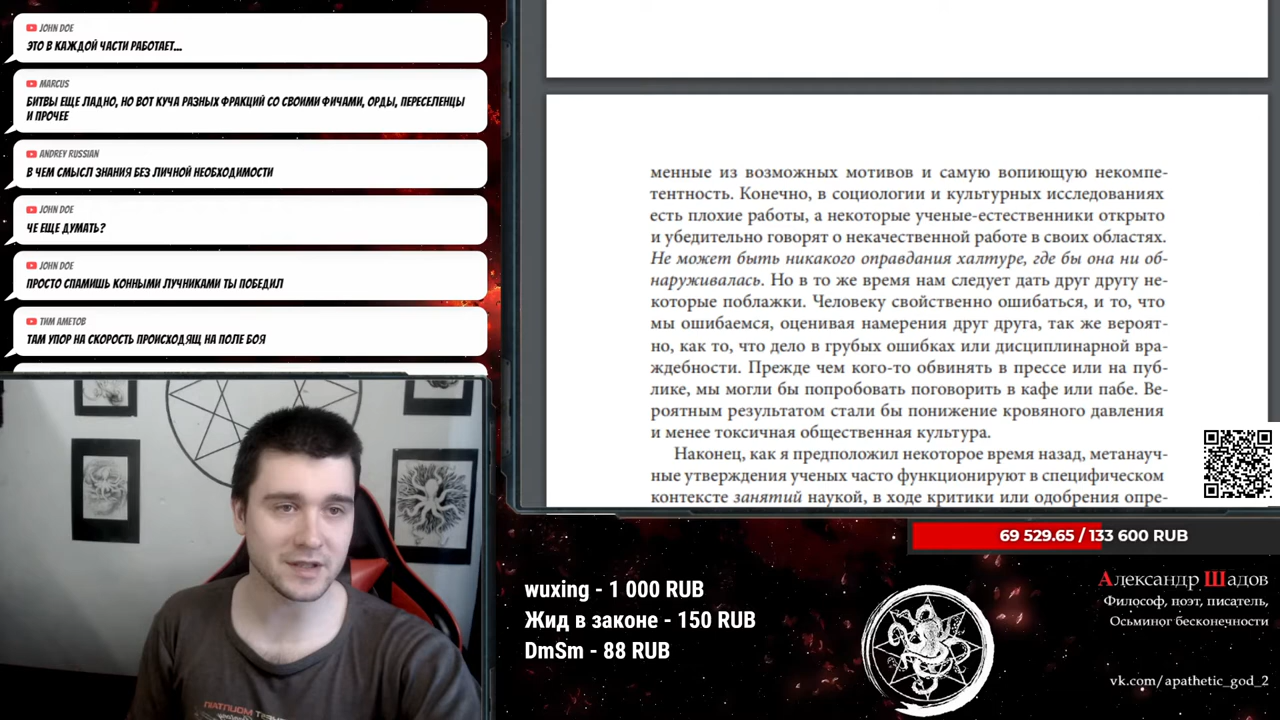 JOHN DOE
ЭТО В КАЖДОЙ ЧАСТИ РАБОТАЕТ...
MARCUS
БИТВЫ ЕЩЕ ЛАДНО, НО ВОТ КУЧА РАЗНЫХ ФРАКЦИЙ СО СВОИМИ ФИЧАМИ, ОРДЫ, ПЕРЕСЕЛЕНЦЫ
И ПРОЧЕЕ
ANDREY RUSSIAN
В ЧЕМ СМЫСЛ ЗНАНИЯ БЕЗ ЛИЧНОЙ НЕОБХОДИМОСТИ
JOHN DOE
ЧЕ ЕЩЕ ДУМАТЬ?
JOHN DOE
ПРОСТО СПАМИШЬ КОННЫМИ ЛУЧНИКАМИ ТЫ ПОБЕДИЛ
ТИМ АМЕТОВ
ТАМ УПОР НА СКОРОСТЬ ПРОИСХОДЯЩ НА ПОЛЕ БОЯ
менные из возможных мотивов и самую вопиющую некомпе-
тентность. Конечно, в социологии и культурных исследованиях
есть плохие работы, а некоторые ученые-естественники открыто
и убедительно говорят о некачественной работе в своих областях.
Не может быть никакого оправдания халтуре, где бы она ни об-
наруживалась. Но в то же время нам следует дать друг другу не-
которые поблажки. Человеку свойственно ошибаться, и то, что
мы ошибаемся, оценивая намерения друг друга, так же вероят-
но, как то, что дело в грубых ошибках или дисциплинарной вра-
ждебности. Прежде чем кого-то обвинять в прессе или на пуб-
лике, мы могли бы попробовать поговорить в кафе или пабе. Ве-
роятным результатом стали бы понижение кровяного давления
и менее токсичная общественная культура.
Наконец, как я предположил некоторое время назад, метанауч-
ные утверждения ученых часто функционируют в специфическом
контексте занятий наукой, в ходе критики или одобрения опре-
69 529.65 / 133 600 RUB
wuxing - 1 000 RUB
Жид в законе - 150 RUB
DmSm - 88 RUB
Александр Шадов
Философ, поэт, писатель,
Осьминог бесконечности
vk.com/apathetic_god_2